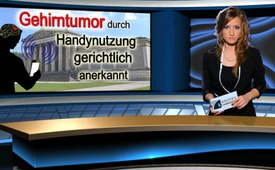 Gehirntumor durch
Handynutzung
gerichtlich
anerkannt